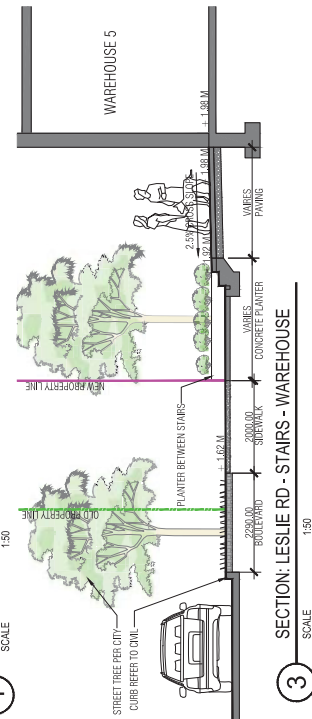 SCALE
1:50
WAREHOUSE 5
NEW PROPERTY LINE
OLD PROPERTY LINE
STREET TREE PER CITY
CURB REFER TO CIVIL
PLANTER BETWEEN STAIRS
2.5% CROSS SLOPE
+ 1.62 M
1.92 M
1.98 M
+ 1.98 M
2290.00
BOULEVARD
2000.00
SIDEWALK
VARIES
CONCRETE PLANTER
VAIRES
PAVING
3
SECTION: LESLIE RD - STAIRS - WAREHOUSE
SCALE
1:50